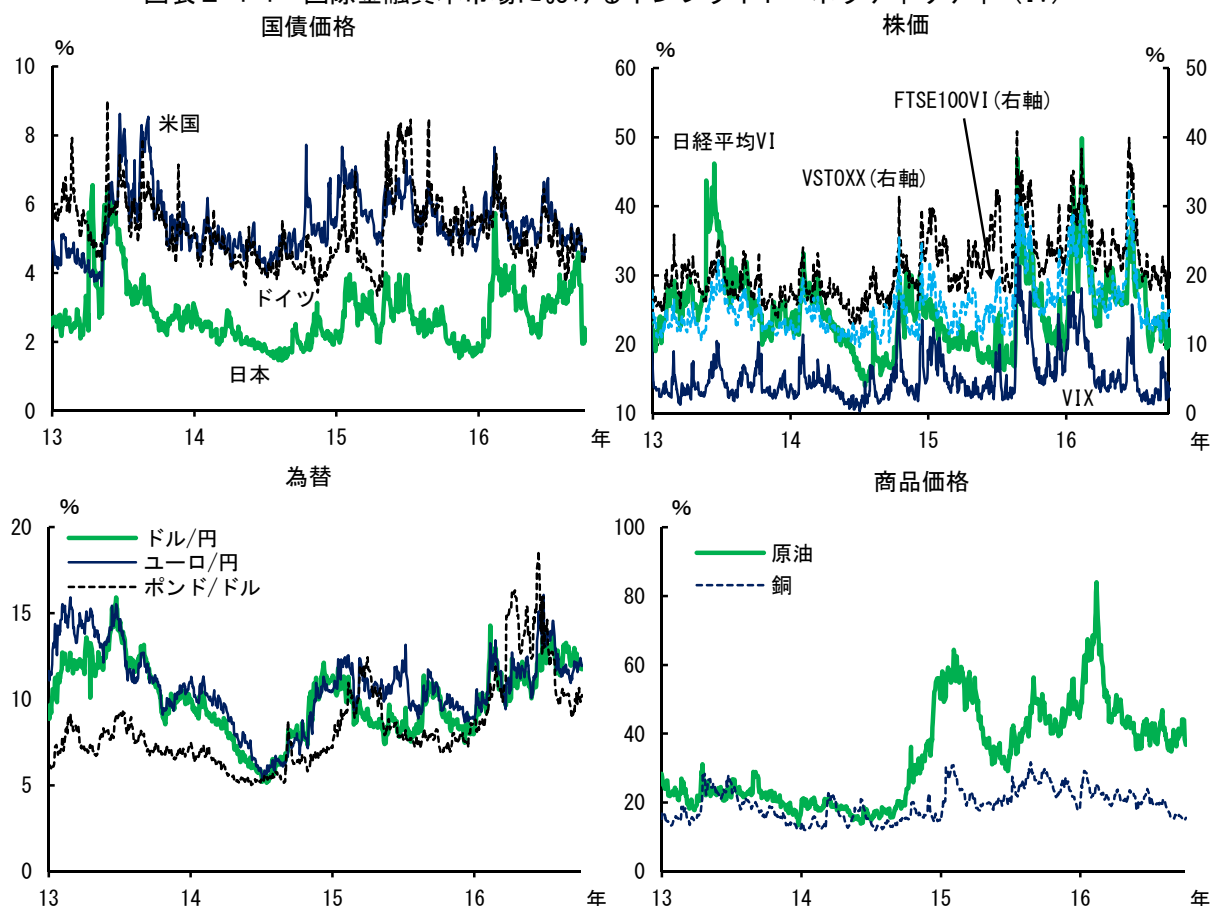 国債価格
%
10
8
6
4
2
0
米国
ドイツ
日本
13
14
15
16
年
株価
%
%
60
50
40
30
20
10
50
40
30
20
10
0
FTSE100VI(右軸)
日経平均VI
VSTOXX(右軸)
VIX
13
14
15
16
年
為替
%
20
15
10
5
0
ドル/円
ユーロ/円
ポンド/ドル
13
14
15
16
年
商品価格
%
100
80
60
40
20
0
原油
銅
13
14
15
16
年